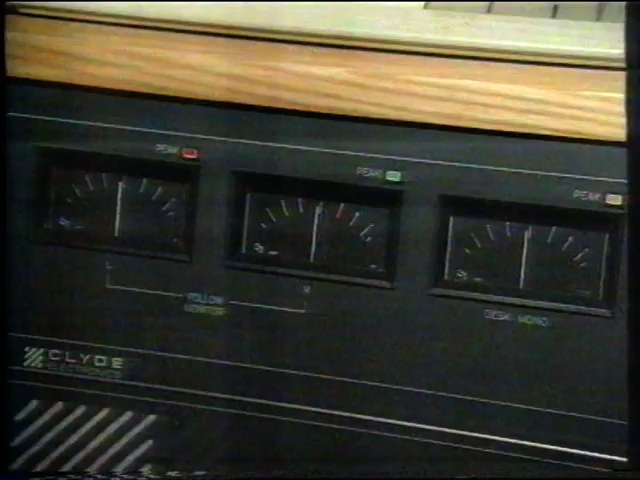 PEAK
PEAK
PEAK
L
R
FOLLOW
MONITOR
DESK MONO
CLYDE
ELECTRONICS